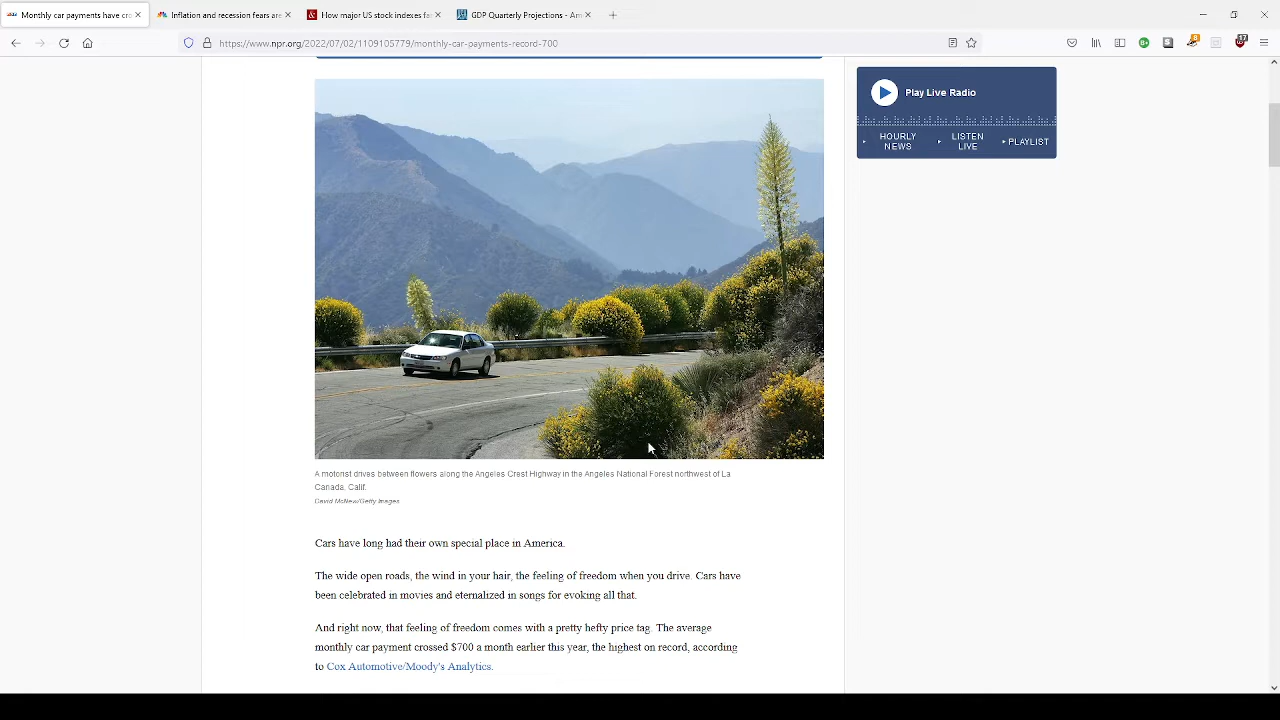 Monthly car payments have cro
Inflation and recession fears are
How major US stock indexes fa
GDP Quarterly Projections - Am
https://www.npr.org/2022/07/02/1109105779/monthly-car-payments-record-700
Play Live Radio
HOURLY NEWS
LISTEN LIVE
PLAYLIST
A motorist drives between flowers along the Angeles Crest Highway in the Angeles National Forest northwest of La
Canada, Calif.
David McNew/Getty Images
Cars have long had their own special place in America.
The wide open roads, the wind in your hair, the feeling of freedom when you drive. Cars have
been celebrated in movies and eternalized in songs for evoking all that.
And right now, that feeling of freedom comes with a pretty hefty price tag. The average
monthly car payment crossed $700 a month earlier this year, the highest on record, according
to Cox Automotive/Moody's Analytics.